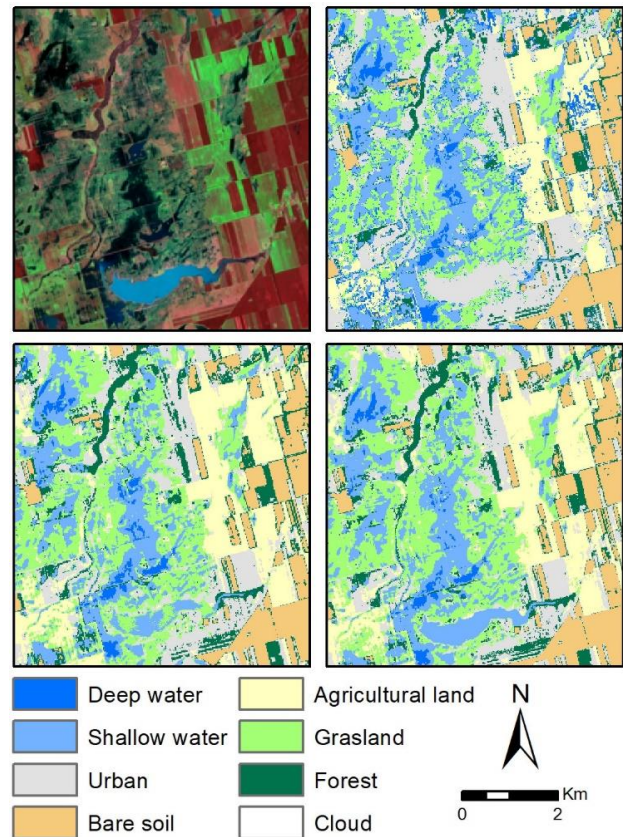 Deep water
Agricultural land
N
Shallow water
Grasland
Urban
Forest
Km
Bare soil
Cloud
0
2